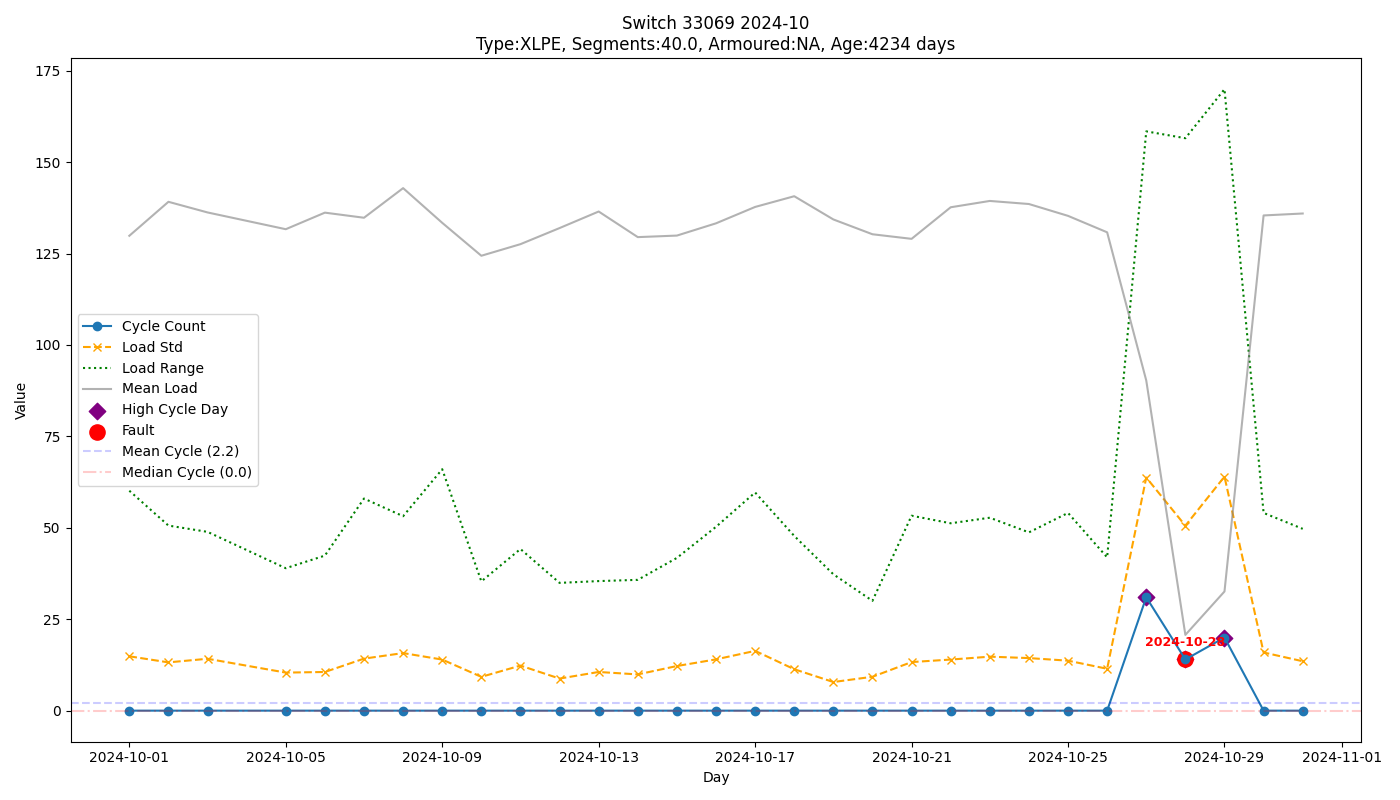 Switch 33069 2024-10
Type:XLPE, Segments:40.0, Armoured:NA, Age:4234 days
175
150
125
100
75
50
25
0
Value
Cycle Count
Load Std
Load Range
Mean Load
High Cycle Day
Fault
Mean Cycle (2.2)
Median Cycle (0.0)
2024-10-28
2024-10-01
2024-10-05
2024-10-09
2024-10-13
2024-10-17
2024-10-21
2024-10-25
2024-10-29
2024-11-01
Day